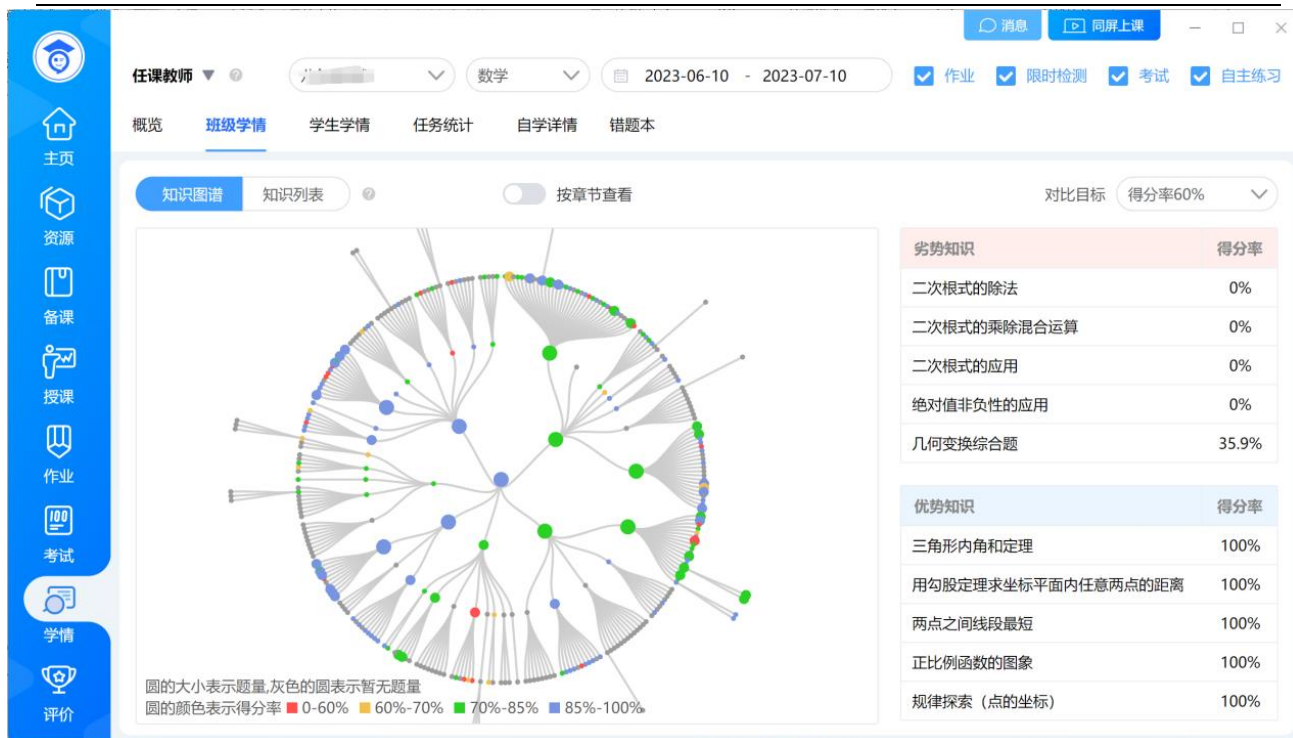 消息
同屏上课
任课教师 数学 2023-06-10 - 2023-07-10 作业 限时检测 考试 自主练习
概览 班级学情 学生学情 任务统计 自学详情 错题本
主页
资源
备课
授课
作业
100
考试
学情
评价
知识图谱 知识列表 按章节查看 对比目标 得分率60%
圆的大小表示题量,灰色的圆表示暂无题量
圆的颜色表示得分率 0-60% 60%-70% 70%-85% 85%-100%
劣势知识 得分率
二次根式的除法 0%
二次根式的乘除混合运算 0%
二次根式的应用 0%
绝对值非负性的应用 0%
几何变换综合题 35.9%
优势知识 得分率
三角形内角和定理 100%
用勾股定理求坐标平面内任意两点的距离 100%
两点之间线段最短 100%
正比例函数的图象 100%
规律探索（点的坐标） 100%